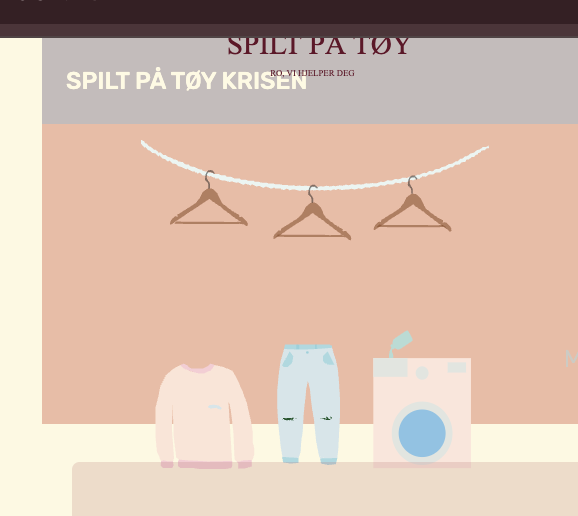 SPILT PÅ TØY
RO, VI HJELPER DEG
SPILT PÅ TØY KRISEN